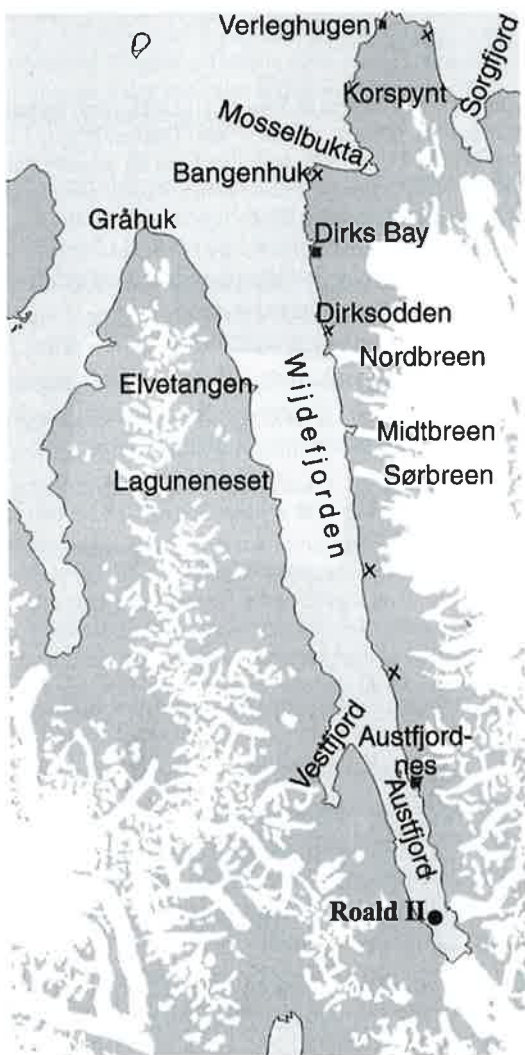 Verleghugen
Sorgfjord
Korspynt
Mosselbukta
Bangenhuk
Gråhuk
Dirks Bay
Dirksodden
Nordbreen
Wijdefjorden
Elvetangen
Midtbreen
Laguneneset
Sørbreen
Vestfjord
Austfjord-
nes
Austfjord
Roald II